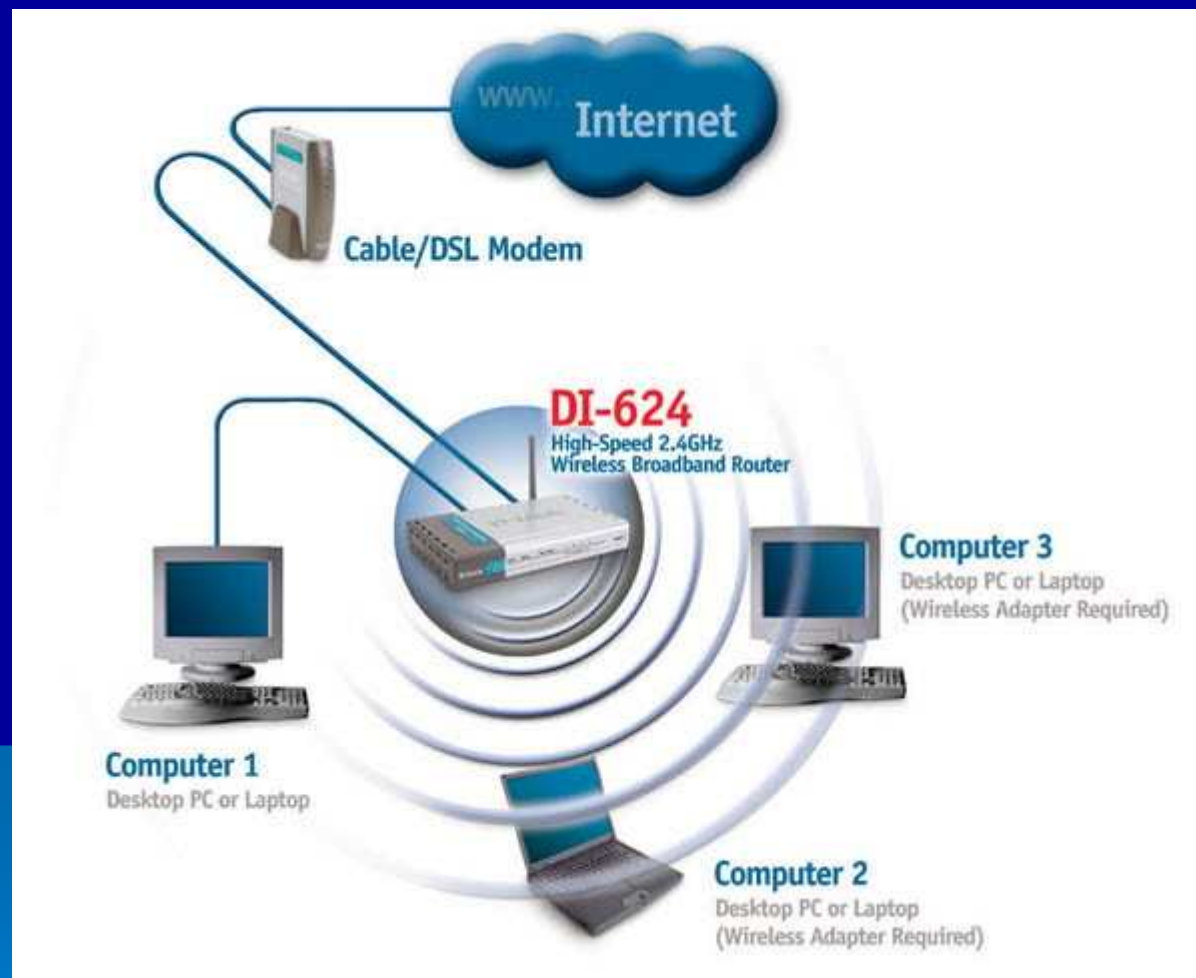 www.
Internet
Cable/DSL Modem
DI-624
High-Speed 2.4GHz
Wireless Broadband Router
Computer 3
Desktop PC or Laptop
(Wireless Adapter Required)
Computer 1
Desktop PC or Laptop
Computer 2
Desktop PC or Laptop
(Wireless Adapter Required)